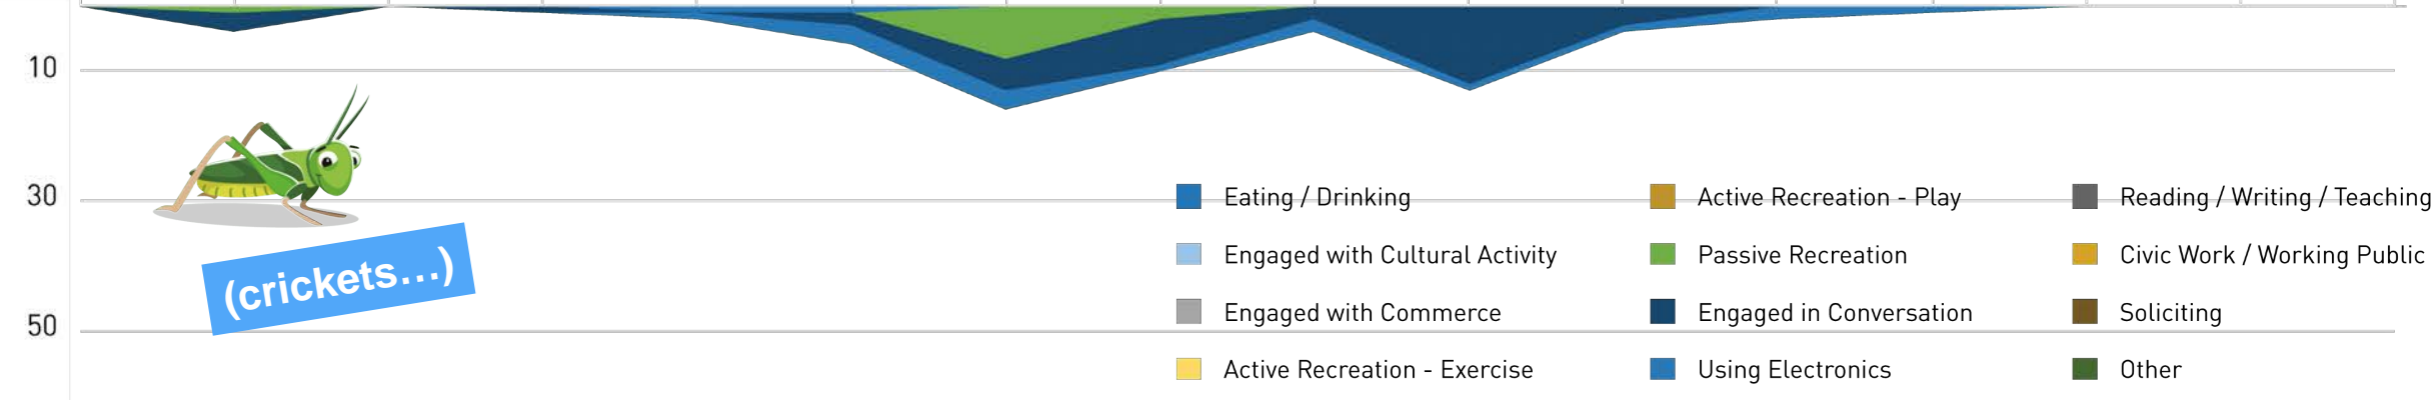 10
30
50
(crickets...)
Eating / Drinking
Engaged with Cultural Activity
Engaged with Commerce
Active Recreation - Exercise
Active Recreation - Play
Passive Recreation
Engaged in Conversation
Using Electronics
Reading / Writing / Teaching
Civic Work / Working Public
Soliciting
Other